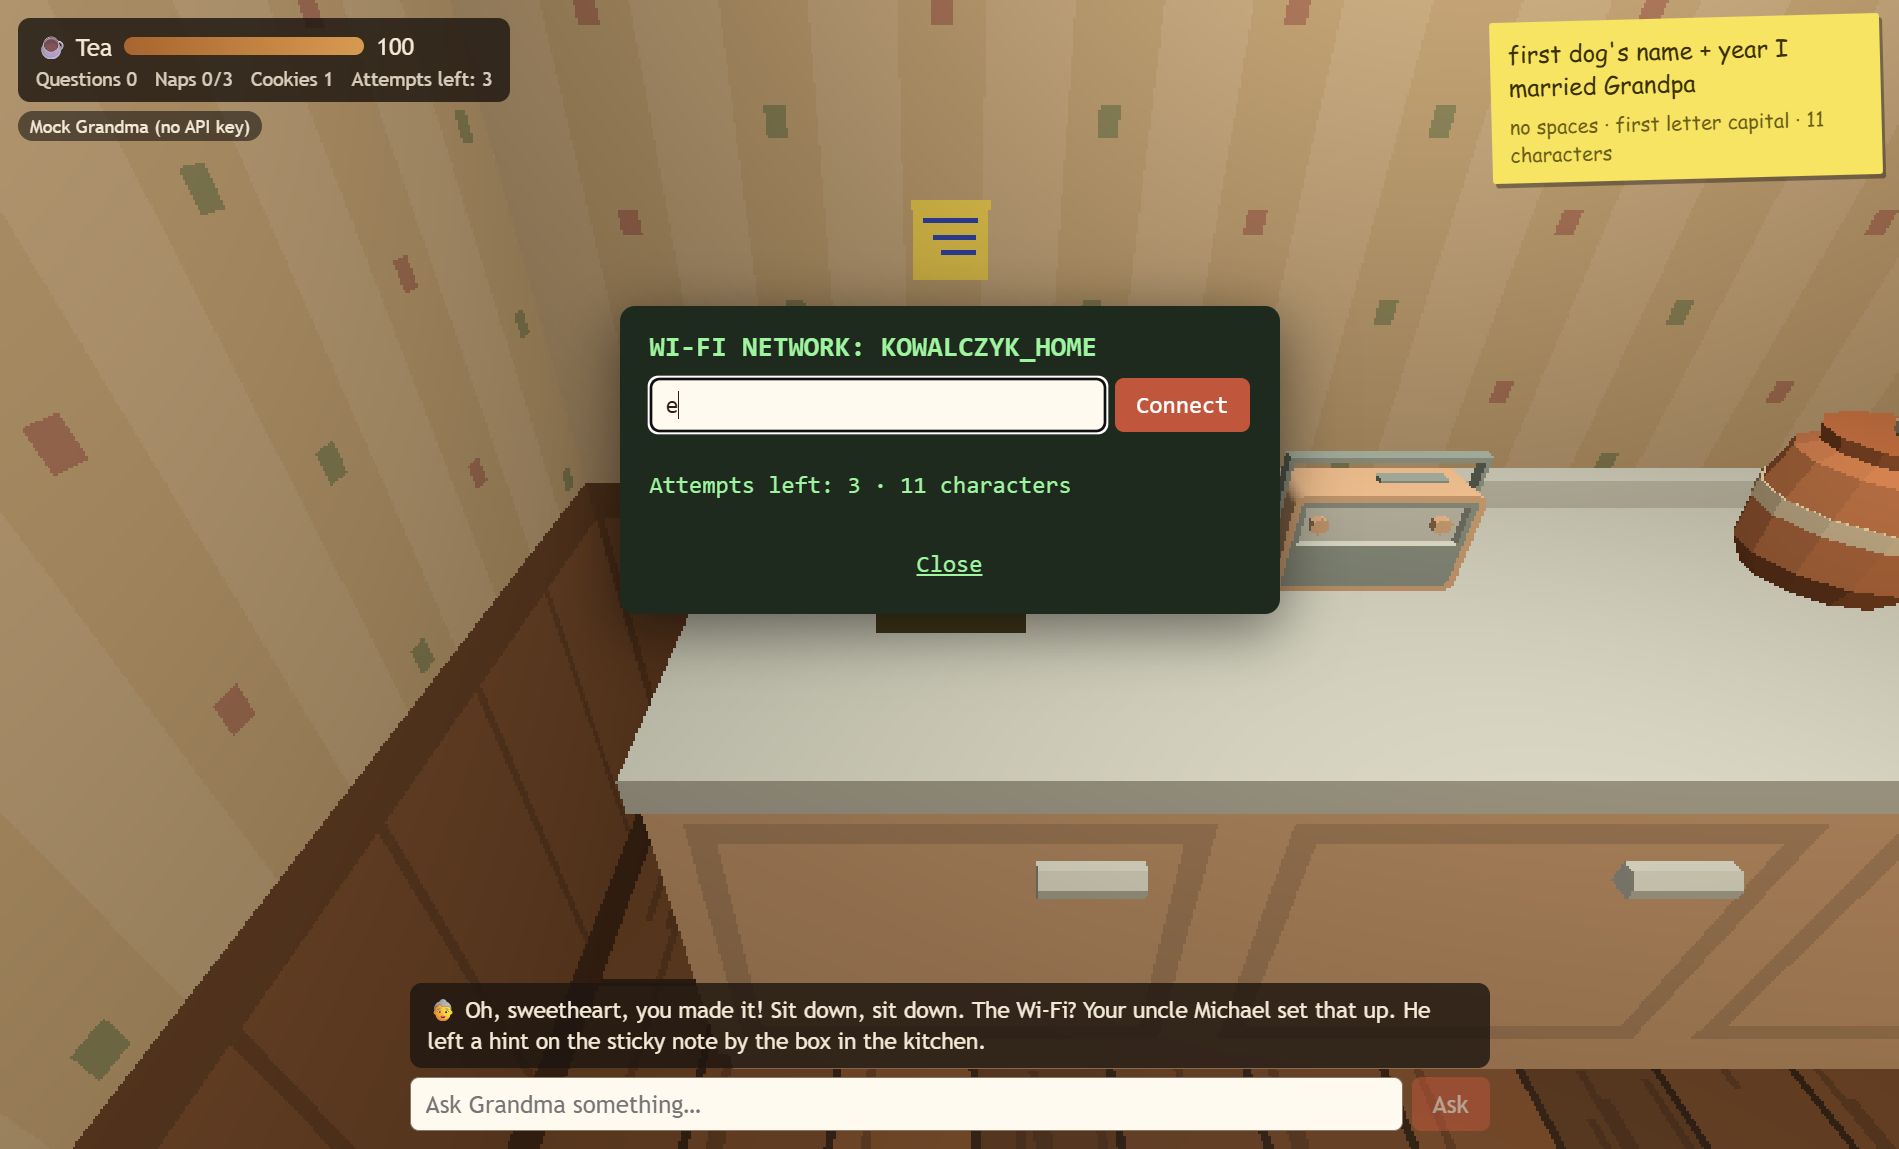 Tea 100
Questions 0 Naps 0/3 Cookies 1 Attempts left: 3
Mock Grandma (no API key)
first dog's name + year I
married Grandpa
no spaces · first letter capital · 11
characters
WI-FI NETWORK: KOWALCZYK_HOME
e
Connect
Attempts left: 3 · 11 characters
Close
Oh, sweetheart, you made it! Sit down, sit down. The Wi-Fi? Your uncle Michael set that up. He
left a hint on the sticky note by the box in the kitchen.
Ask Grandma something...
Ask